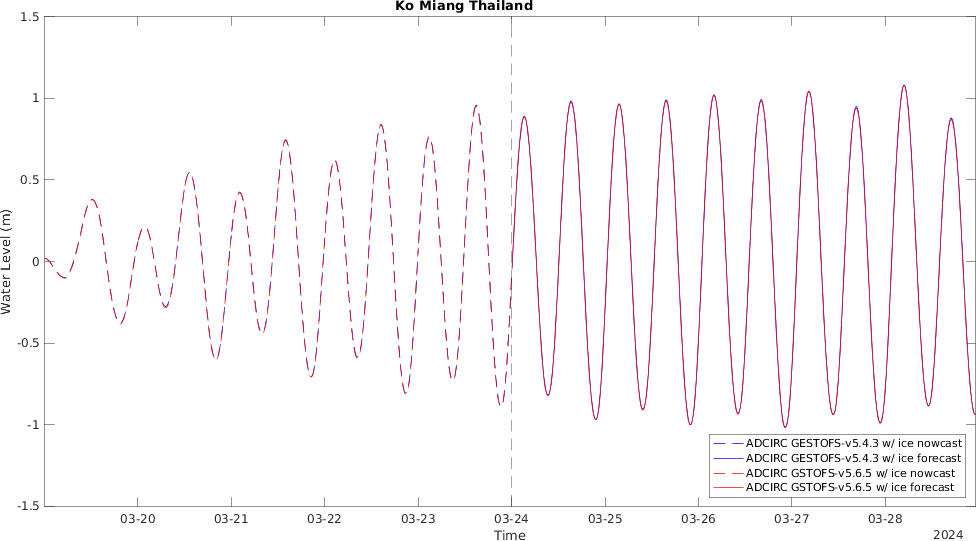 Ko Miang Thailand
1.5
1
0.5
0
-0.5
-1
-1.5
Water Level (m)
03-20 03-21 03-22 03-23 03-24 03-25 03-26 03-27 03-28
Time
2024
ADCIRC GESTOFS-v5.4.3 w/ ice nowcast
ADCIRC GESTOFS-v5.4.3 w/ ice forecast
ADCIRC GSTOFS-v5.6.5 w/ ice nowcast
ADCIRC GSTOFS-v5.6.5 w/ ice forecast